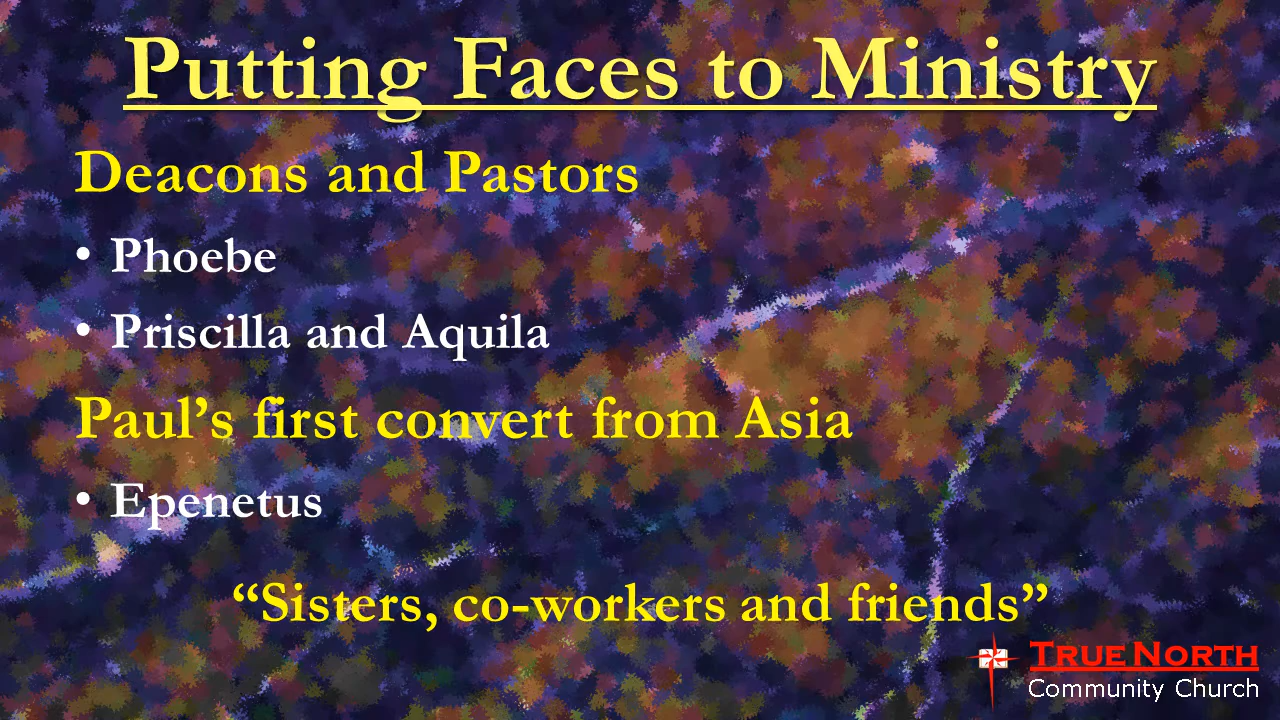 Putting Faces to Ministry
Deacons and Pastors
• Phoebe
• Priscilla and Aquila
Paul’s first convert from Asia
• Epenetus
“Sisters, co-workers and friends”
True North
Community Church